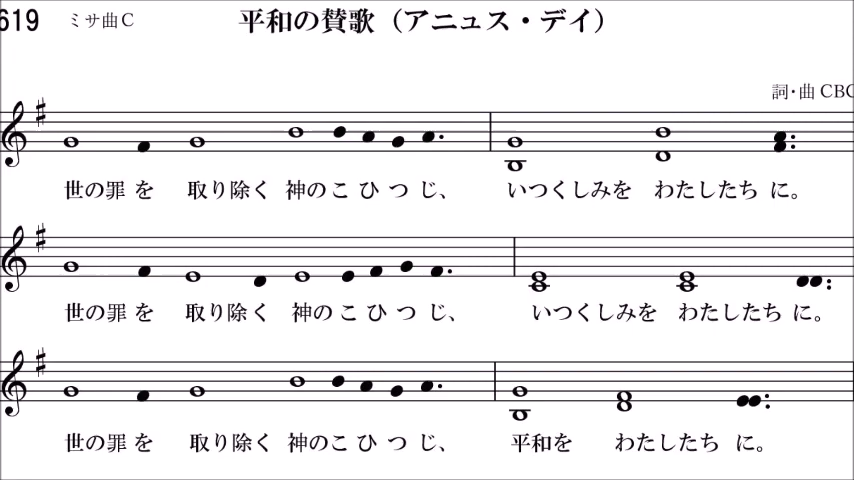 619 ミサ曲C 平和の賛歌（アニュス・デイ）
詞・曲 CBC
世の罪を 取り除く 神のこひつじ、 いつくしみを わたしたち に。
世の罪を 取り除く 神のこひつじ、 いつくしみを わたしたち に。
世の罪を 取り除く 神のこひつじ、 平和を わたしたち に。